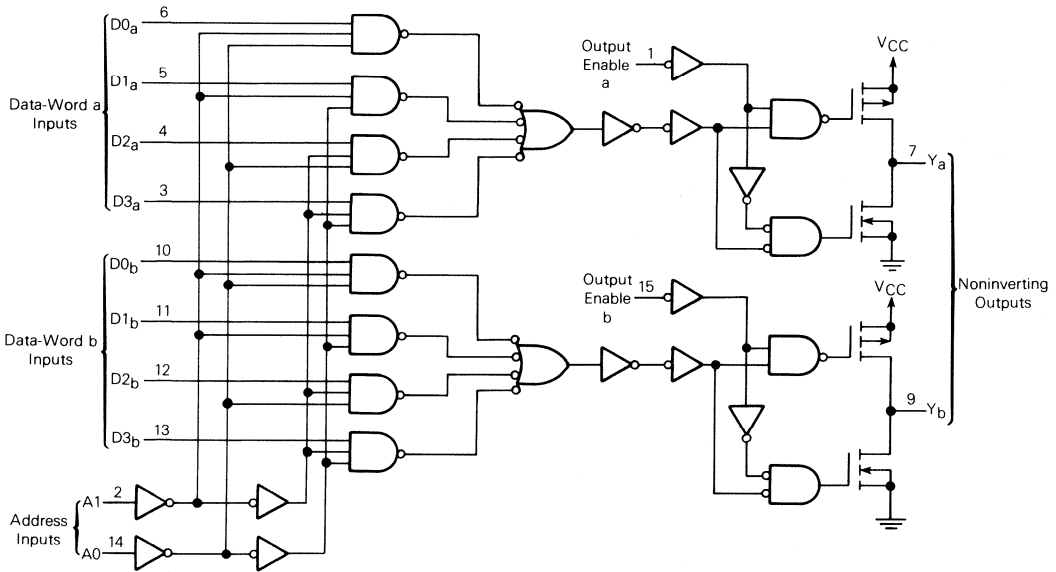 D0a 6
D1a 5
Data-Word a
Inputs
D2a 4
D3a 3
Output
Enable
a
1
VCC
7 Ya
D0b 10
D1b 11
Data-Word b
Inputs
D2b 12
D3b 13
Output
Enable
b
15
VCC
Noninverting
Outputs
9 Yb
A1 2
Address
Inputs
A0 14